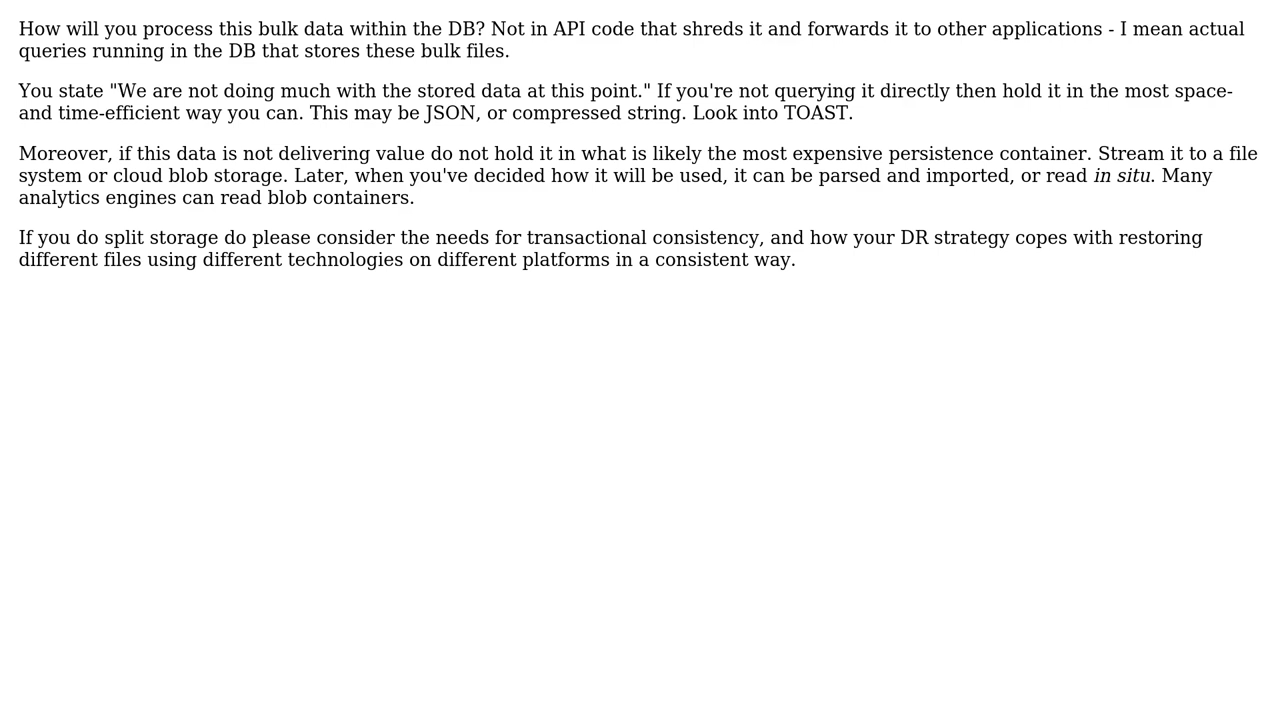 How will you process this bulk data within the DB? Not in API code that shreds it and forwards it to other applications - I mean actual
queries running in the DB that stores these bulk files.
You state "We are not doing much with the stored data at this point." If you're not querying it directly then hold it in the most space-
and time-efficient way you can. This may be JSON, or compressed string. Look into TOAST.
Moreover, if this data is not delivering value do not hold it in what is likely the most expensive persistence container. Stream it to a file
system or cloud blob storage. Later, when you've decided how it will be used, it can be parsed and imported, or read in situ. Many
analytics engines can read blob containers.
If you do split storage do please consider the needs for transactional consistency, and how your DR strategy copes with restoring
different files using different technologies on different platforms in a consistent way.